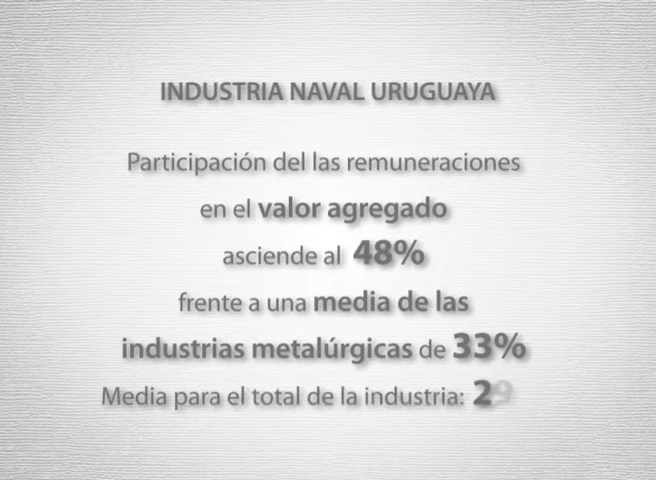 INDUSTRIA NAVAL URUGUAYA
Participación del las remuneraciones
en el valor agregado
asciende al 48%
frente a una media de las
industrias metalúrgicas de 33%
Media para el total de la industria: 29